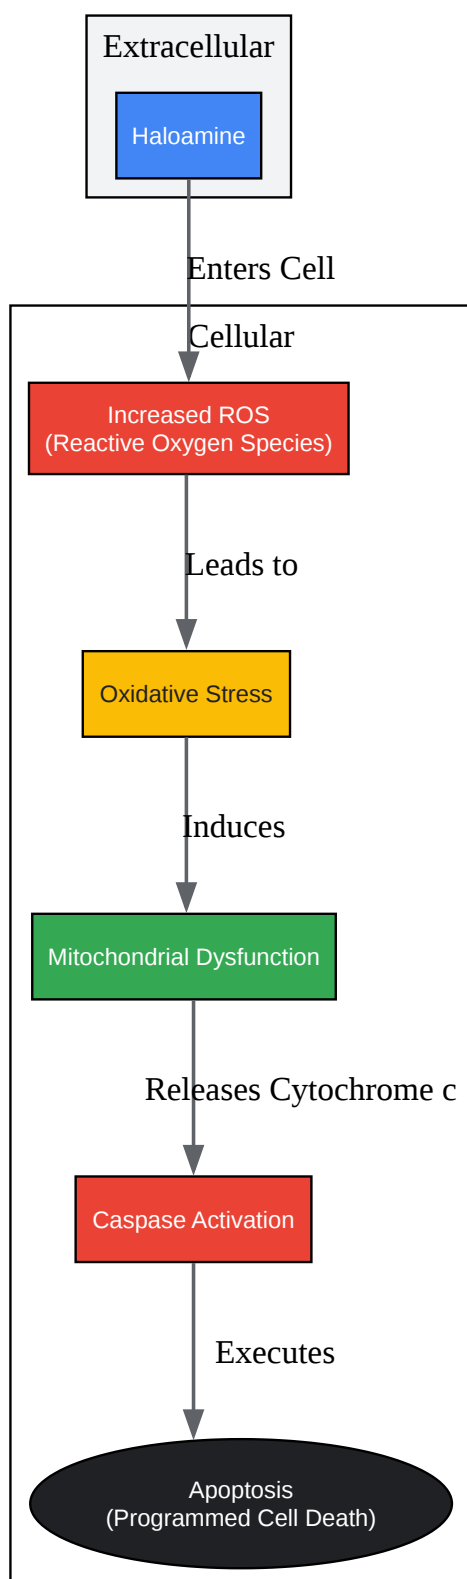 Extracellular
Haloamine
Enters Cell
Cellular
Increased ROS
(Reactive Oxygen Species)
Leads to
Oxidative Stress
Induces
Mitochondrial Dysfunction
Releases Cytochrome c
Caspase Activation
Executes
Apoptosis
(Programmed Cell Death)